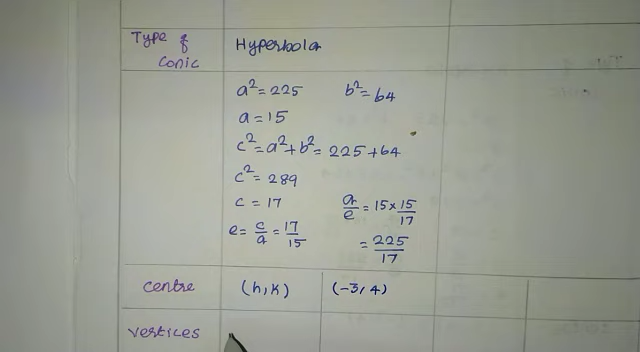 Type of Hyperbola
Conic
a²=225 b²=64
a=15
c²=a²+b²=225+64
c²=289
c=17 a/e=15×15/17
e=c/a=17/15 =225/17
Centre (h,k) (-3,4)
vertices